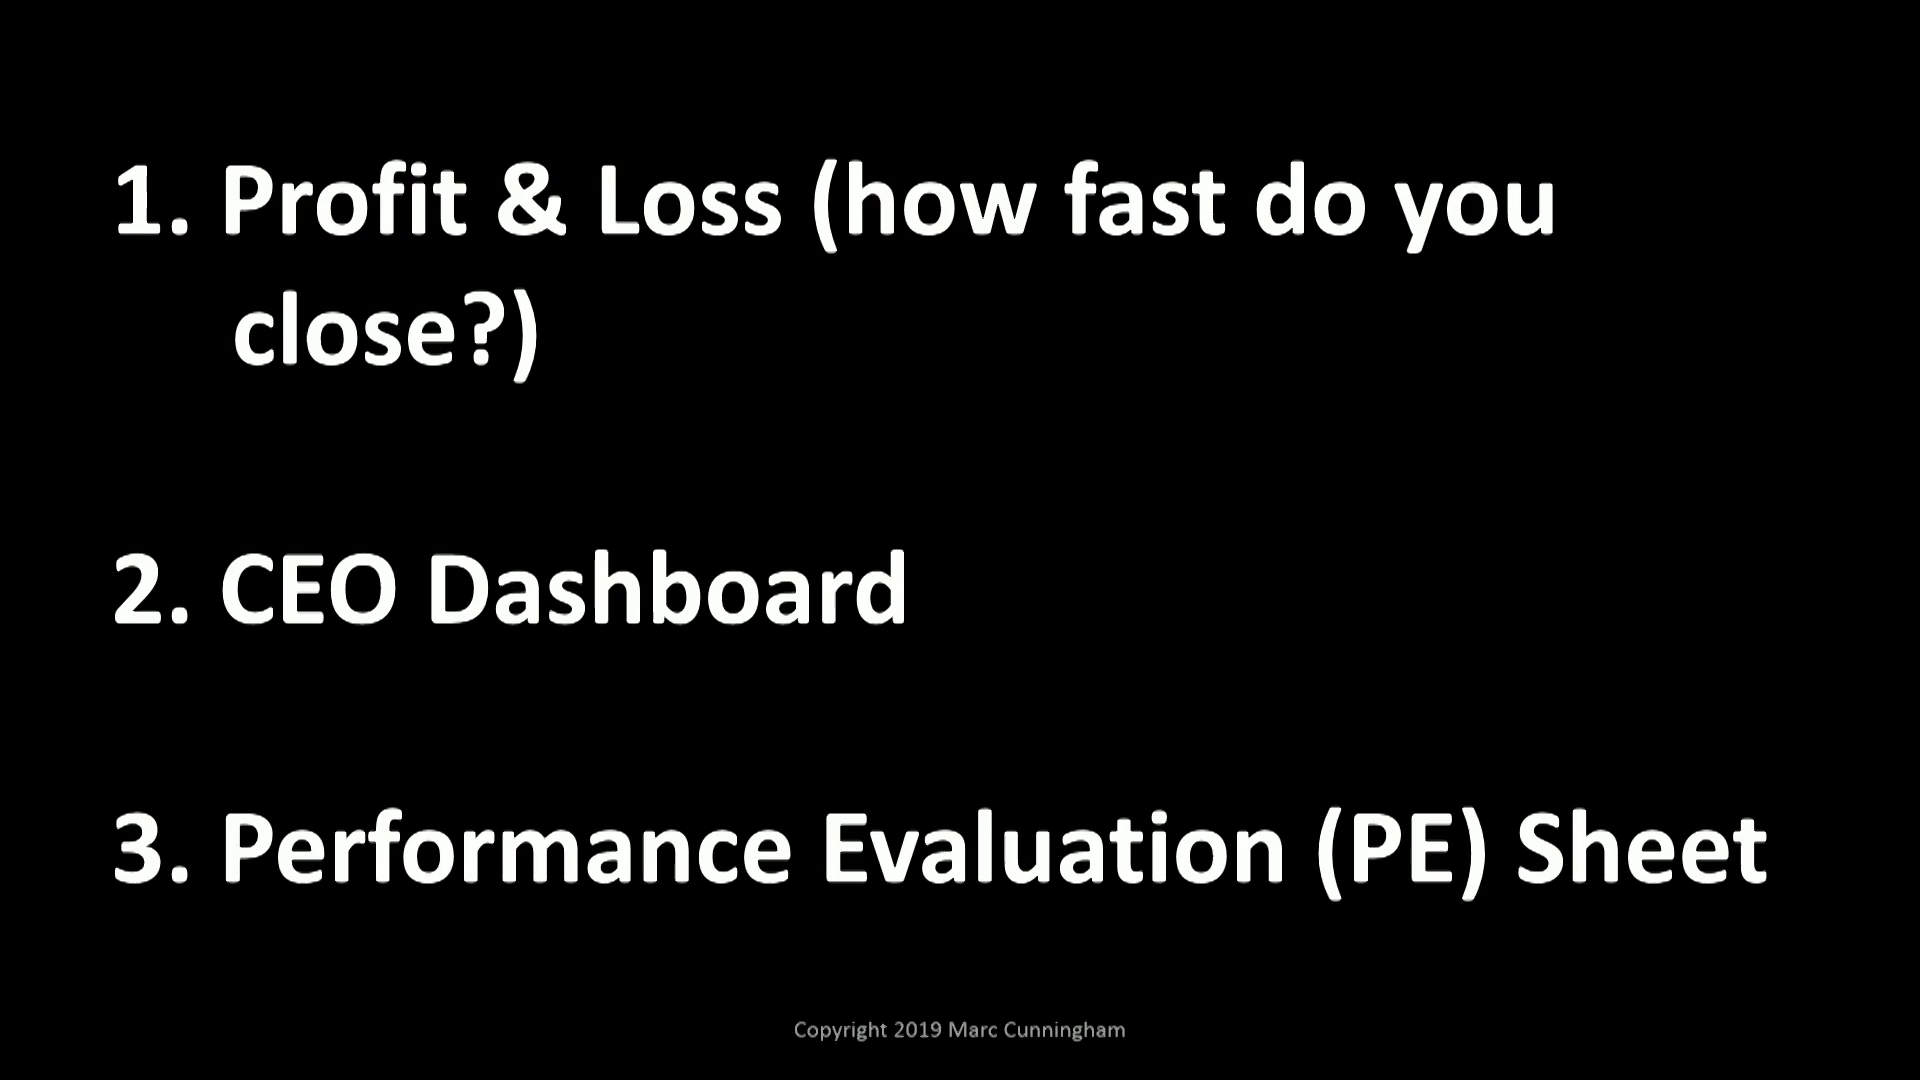 1. Profit & Loss (how fast do you
close?)
2. CEO Dashboard
3. Performance Evaluation (PE) Sheet
Copyright 2019 Marc Cunningham